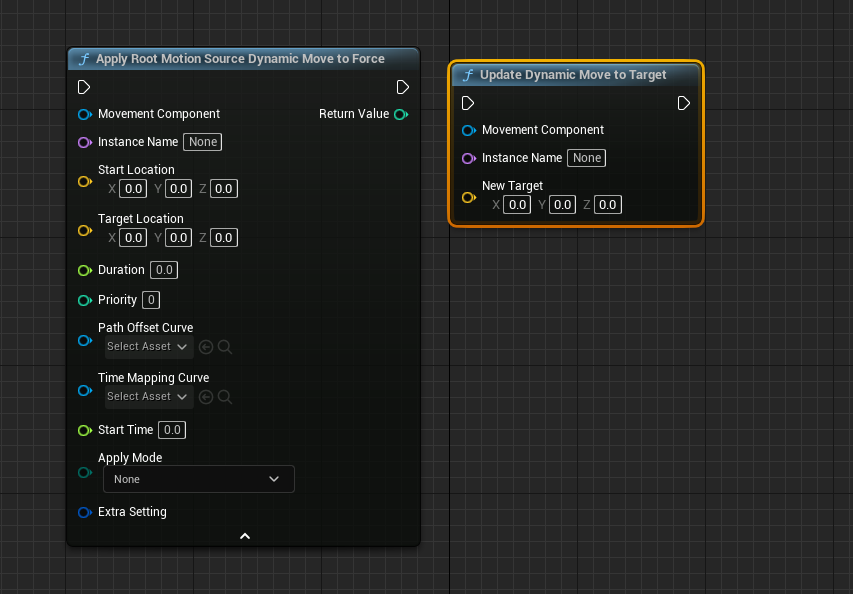 f Apply Root Motion Source Dynamic Move to Force
Movement Component
Return Value
Instance Name None
Start Location
X 0.0 Y 0.0 Z 0.0
Target Location
X 0.0 Y 0.0 Z 0.0
Duration 0.0
Priority 0
Path Offset Curve
Select Asset
Time Mapping Curve
Select Asset
Start Time 0.0
Apply Mode
None
Extra Setting
f Update Dynamic Move to Target
Movement Component
Instance Name None
New Target
X 0.0 Y 0.0 Z 0.0